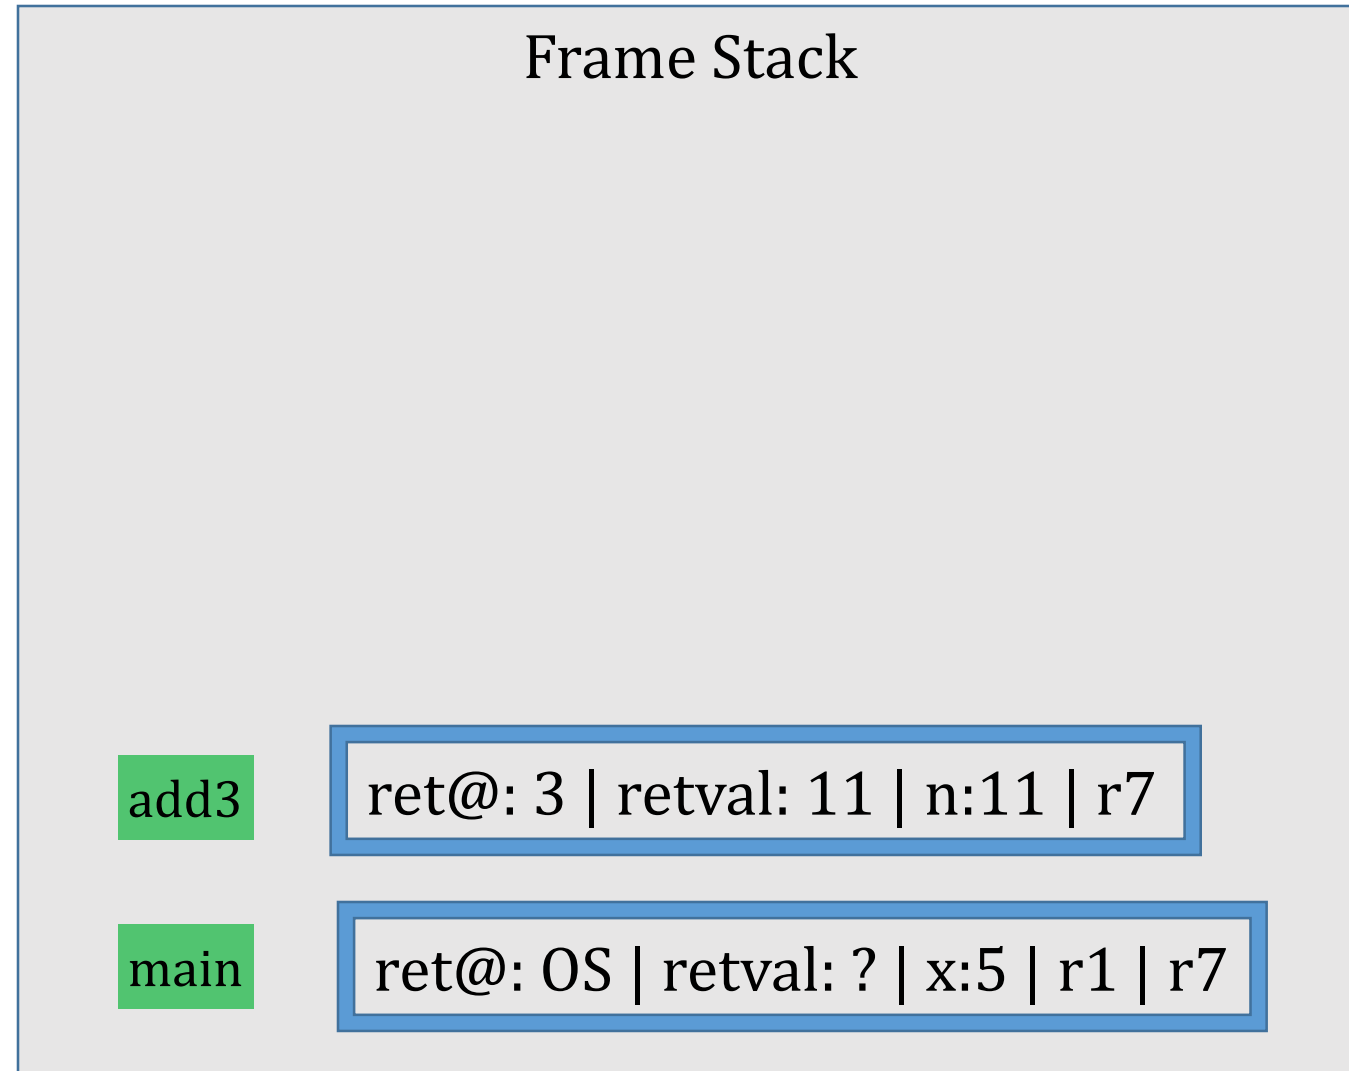 Frame Stack
add3
ret@: 3 | retval: 11 | n:11 | r7
main
ret@: OS | retval: ? | x:5 | r1 | r7